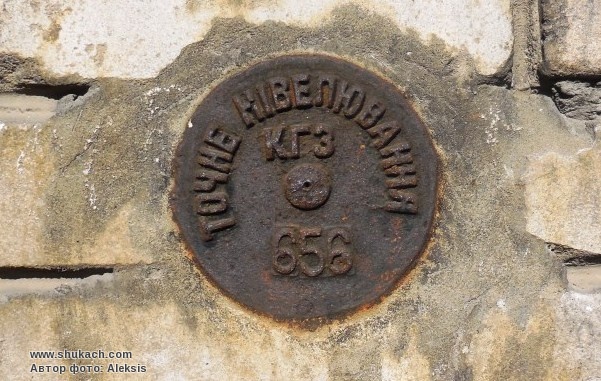 ТОЧНЕ НІВЕЛЮВАННЯ
КГЗ
656
www.shukach.com
Автор фото: Aleksis